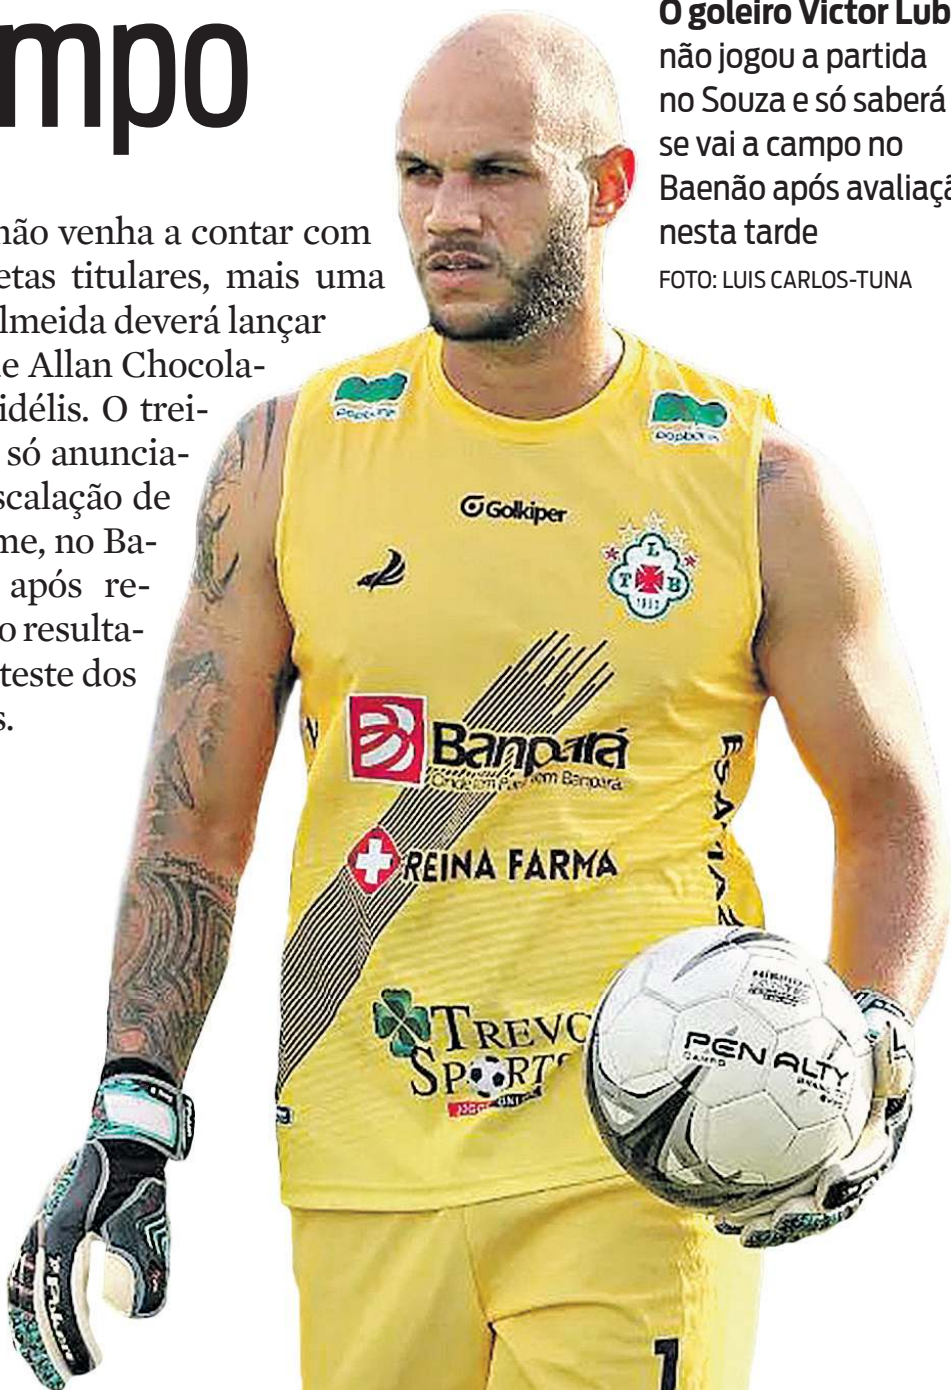 mpo
O goleiro Victor Lub
não jogou a partida
no Souza e só saberá
se vai a campo no
Baenão após avaliaçã
nesta tarde
FOTO: LUIS CARLOS-TUNA
não venha a contar com
etas titulares, mais uma
lmeida deverá lançar
e Allan Chocola-
idélis. O trei-
só anuncia-
scalação de
me, no Ba-
após re-
o resulta-
teste dos
s.
Golkiper
L
T B
Banpará
REINA FARMA
TREVO
SPORTS
PENALTY
CAMPO
1